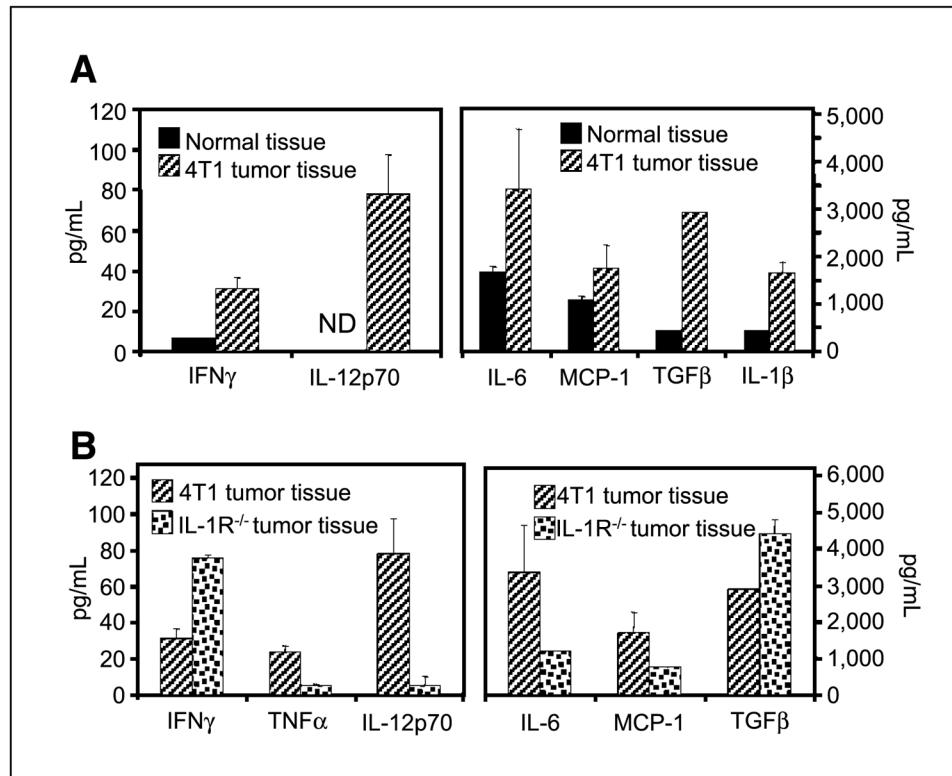 A
120
100
80
60
40
20
0
pg/mL
Normal tissue
4T1 tumor tissue
ND
IFNγ IL-12p70
Normal tissue
4T1 tumor tissue
5,000
4,000
3,000
2,000
1,000
0
pg/mL
IL-6 MCP-1 TGFβ IL-1β
B
120
100
80
60
40
20
0
pg/mL
4T1 tumor tissue
IL-1R-/- tumor tissue
IFNγ TNFα IL-12p70
4T1 tumor tissue
IL-1R-/- tumor tissue
6,000
5,000
4,000
3,000
2,000
1,000
0
pg/mL
IL-6 MCP-1 TGFβ